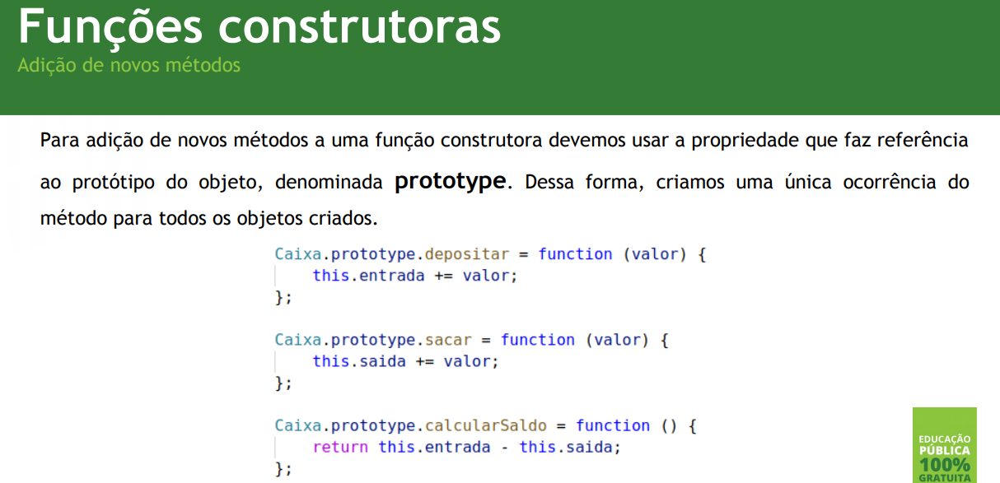 Funções construtoras
Adição de novos métodos
Para adição de novos métodos a uma função construtora devemos usar a propriedade que faz referência
ao protótipo do objeto, denominada prototype. Dessa forma, criamos uma única ocorrência do
método para todos os objetos criados.
Caixa.prototype.depositar = function (valor) {
    this.entrada += valor;
};
Caixa.prototype.sacar = function (valor) {
    this.saida += valor;
};
Caixa.prototype.calcularSaldo = function () {
    return this.entrada - this.saida;
};
EDUCAÇÃO
PÚBLICA
100%
GRATUITA